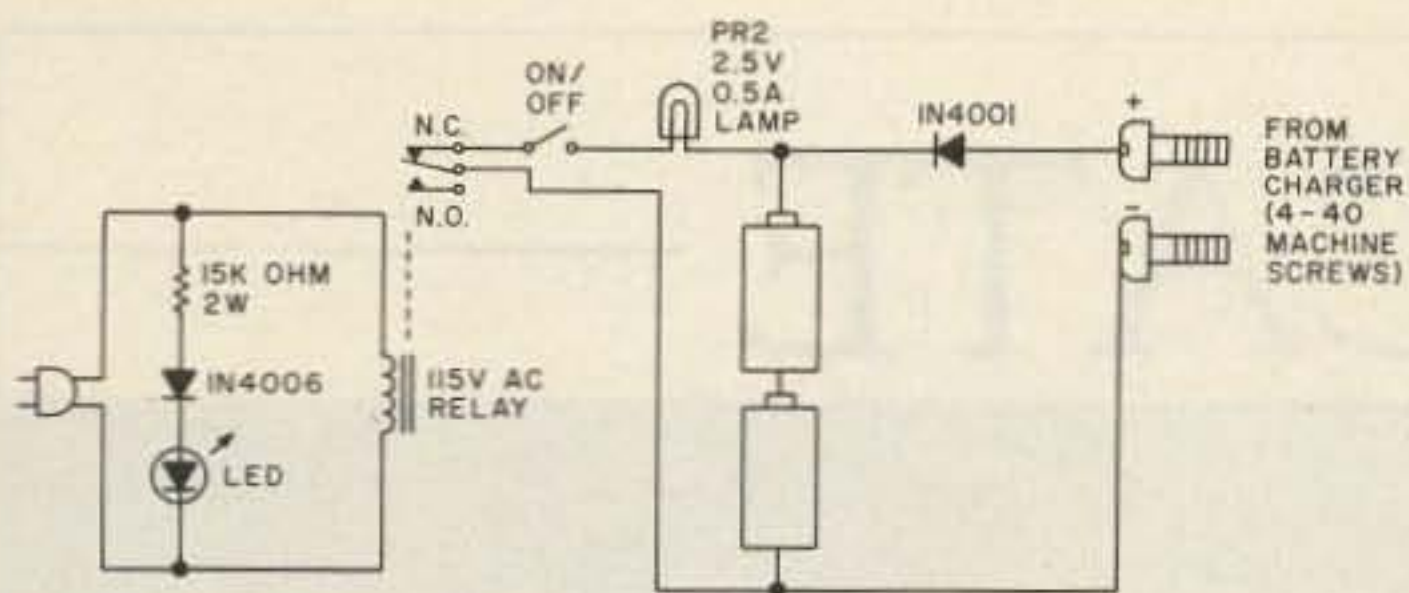 PR2
2.5V
0.5A
LAMP
ON/
OFF
N.C.
N.O.
IN4001
+
-
FROM
BATTERY
CHARGER
(4-40
MACHINE
SCREWS)
15K OHM
2W
IN4006
LED
115V AC
RELAY